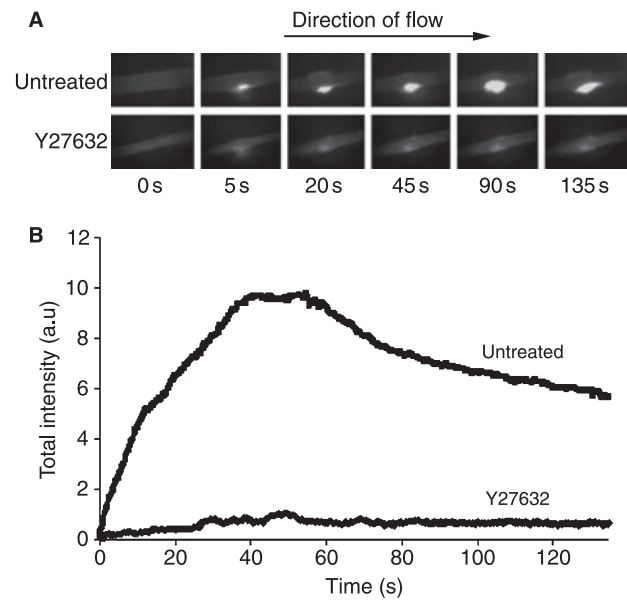 A
Direction of flow
Untreated
Y27632
0 s 5 s 20 s 45 s 90 s 135 s
B
12
10
8
6
4
2
0
Total intensity (a.u)
Untreated
Y27632
0 20 40 60 80 100 120
Time (s)